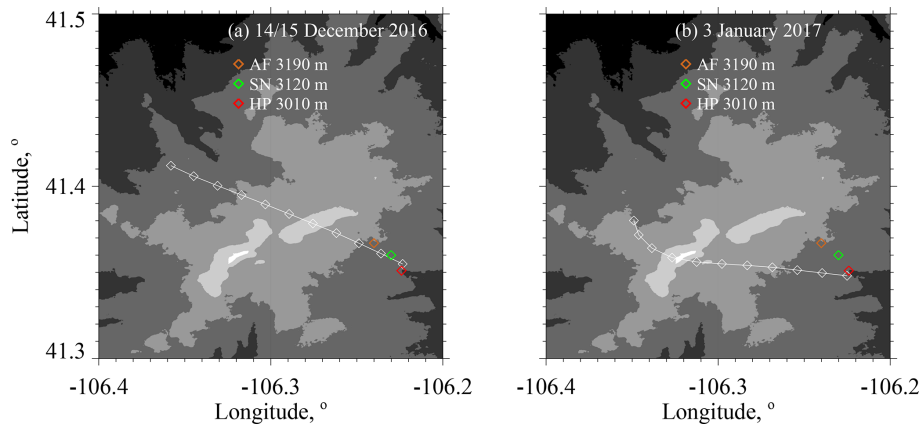 (a) 14/15 December 2016
AF 3190 m
SN 3120 m
HP 3010 m
41.5
41.4
41.3
Latitude, °
-106.4
-106.3
-106.2
Longitude, °
(b) 3 January 2017
AF 3190 m
SN 3120 m
HP 3010 m
-106.4
-106.3
-106.2
Longitude, °